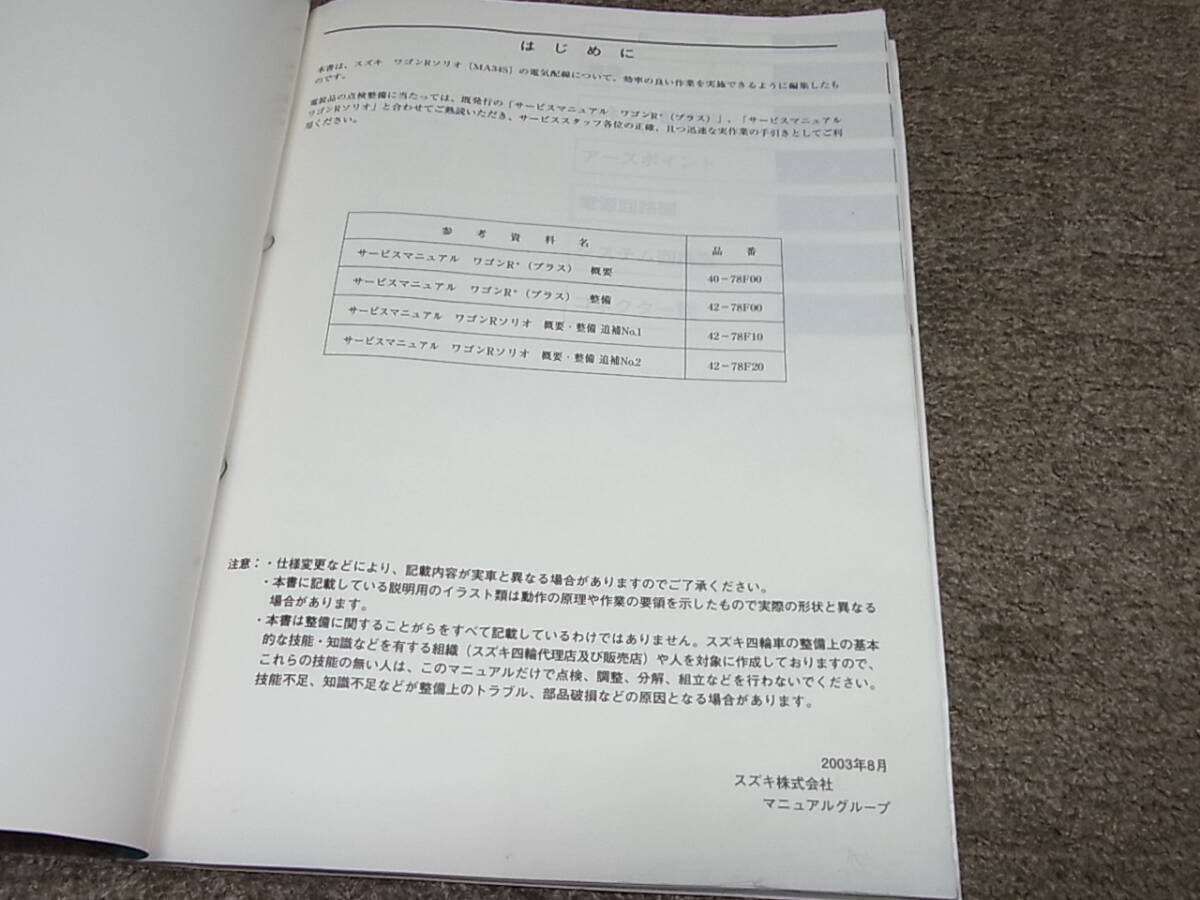 はじめに
本書は、スズキ ワゴンRソリオ［MA34S］の電気配線について、効率の良い作業を実施できるように編集したも
のです。
電装品の点検整備に当たっては、既発行の「サービスマニュアル ワゴンR+（プラス）」，「サービスマニュアル
ワゴンRソリオ」と合わせてご熟読いただき、サービススタッフ各位の正確，且つ迅速な実作業の手引きとしてご利
用ください。
アースポイント
参考資料名 品番
サービスマニュアル ワゴンR+（プラス） 概要 40－78F00
サービスマニュアル ワゴンR+（プラス） 整備 42－78F00
サービスマニュアル ワゴンRソリオ 概要・整備 追補No.1 42－78F10
サービスマニュアル ワゴンRソリオ 概要・整備 追補No.2 42－78F20
注意：・仕様変更などにより、記載内容が実車と異なる場合がありますのでご了承ください。
・本書に記載している説明用のイラスト類は動作の原理や作業の要領を示したもので実際の形状と異なる
場合があります。
・本書は整備に関することがらをすべて記載しているわけではありません。スズキ四輪車の整備上の基本
的な技能・知識などを有する組織（スズキ四輪代理店及び販売店）や人を対象に作成しておりますので、
これらの技能の無い人は、このマニュアルだけで点検、調整、分解、組立などを行わないでください。
技能不足、知識不足などが整備上のトラブル、部品破損などの原因となる場合があります。
2003年8月
スズキ株式会社
マニュアルグループ